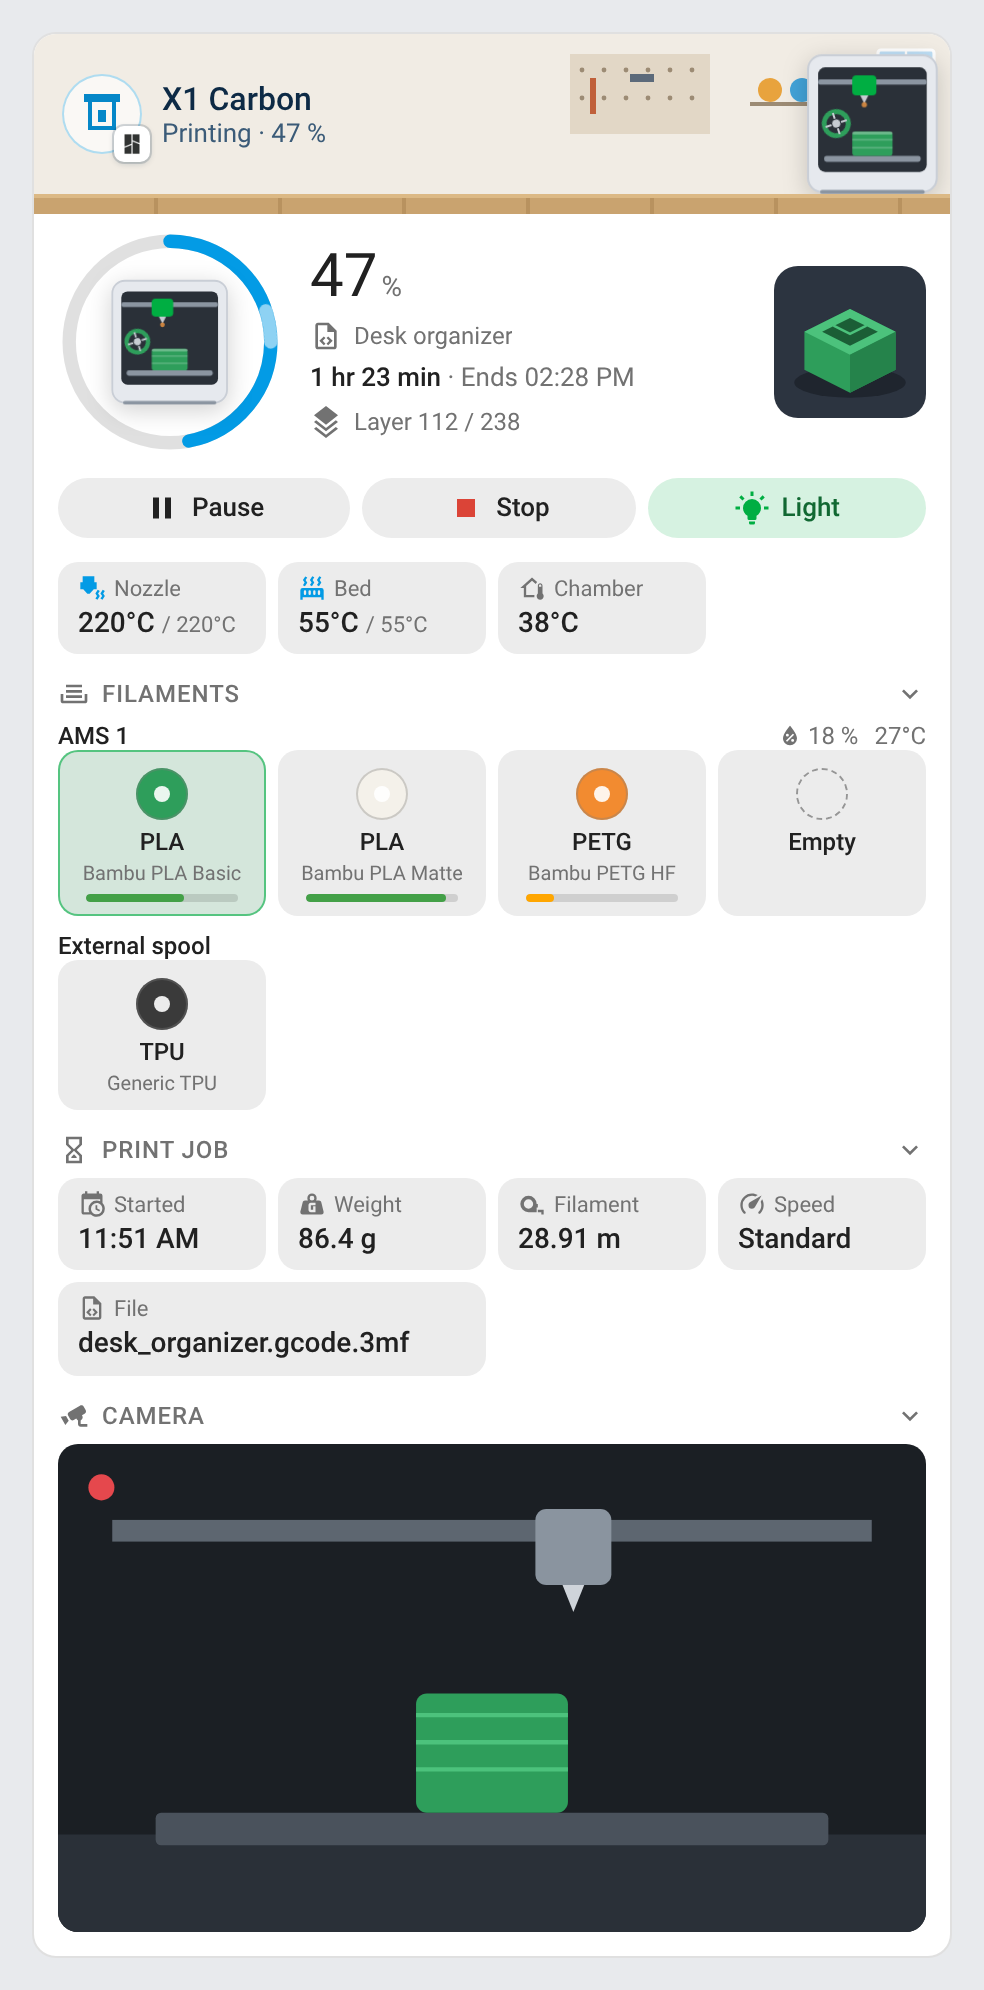 X1 Carbon
Printing · 47 %
47 %
Desk organizer
1 hr 23 min · Ends 02:28 PM
Layer 112 / 238
Pause
Stop
Light
Nozzle
220°C / 220°C
Bed
55°C / 55°C
Chamber
38°C
FILAMENTS
AMS 1
18 % 27°C
PLA
Bambu PLA Basic
PLA
Bambu PLA Matte
PETG
Bambu PETG HF
Empty
External spool
TPU
Generic TPU
PRINT JOB
Started
11:51 AM
Weight
86.4 g
Filament
28.91 m
Speed
Standard
File
desk_organizer.gcode.3mf
CAMERA